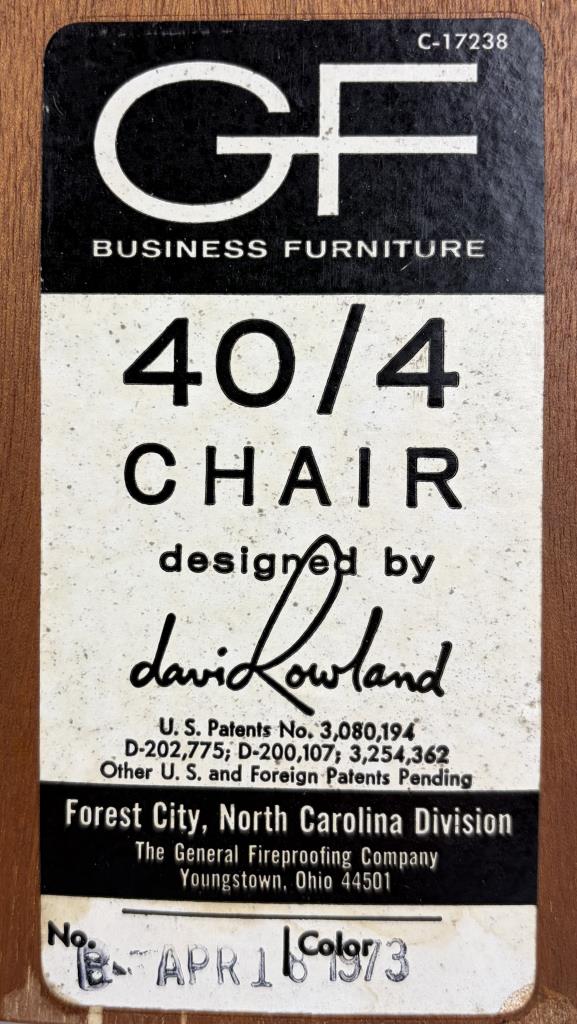 C-17238
GF
BUSINESS FURNITURE
40/4
CHAIR
designed by
david Rowland
U. S. Patents No. 3,080,194
D-202,775; D-200,107; 3,254,362
Other U. S. and Foreign Patents Pending
Forest City, North Carolina Division
The General Fireproofing Company
Youngstown, Ohio 44501
No. Color
B- APR 18 1973